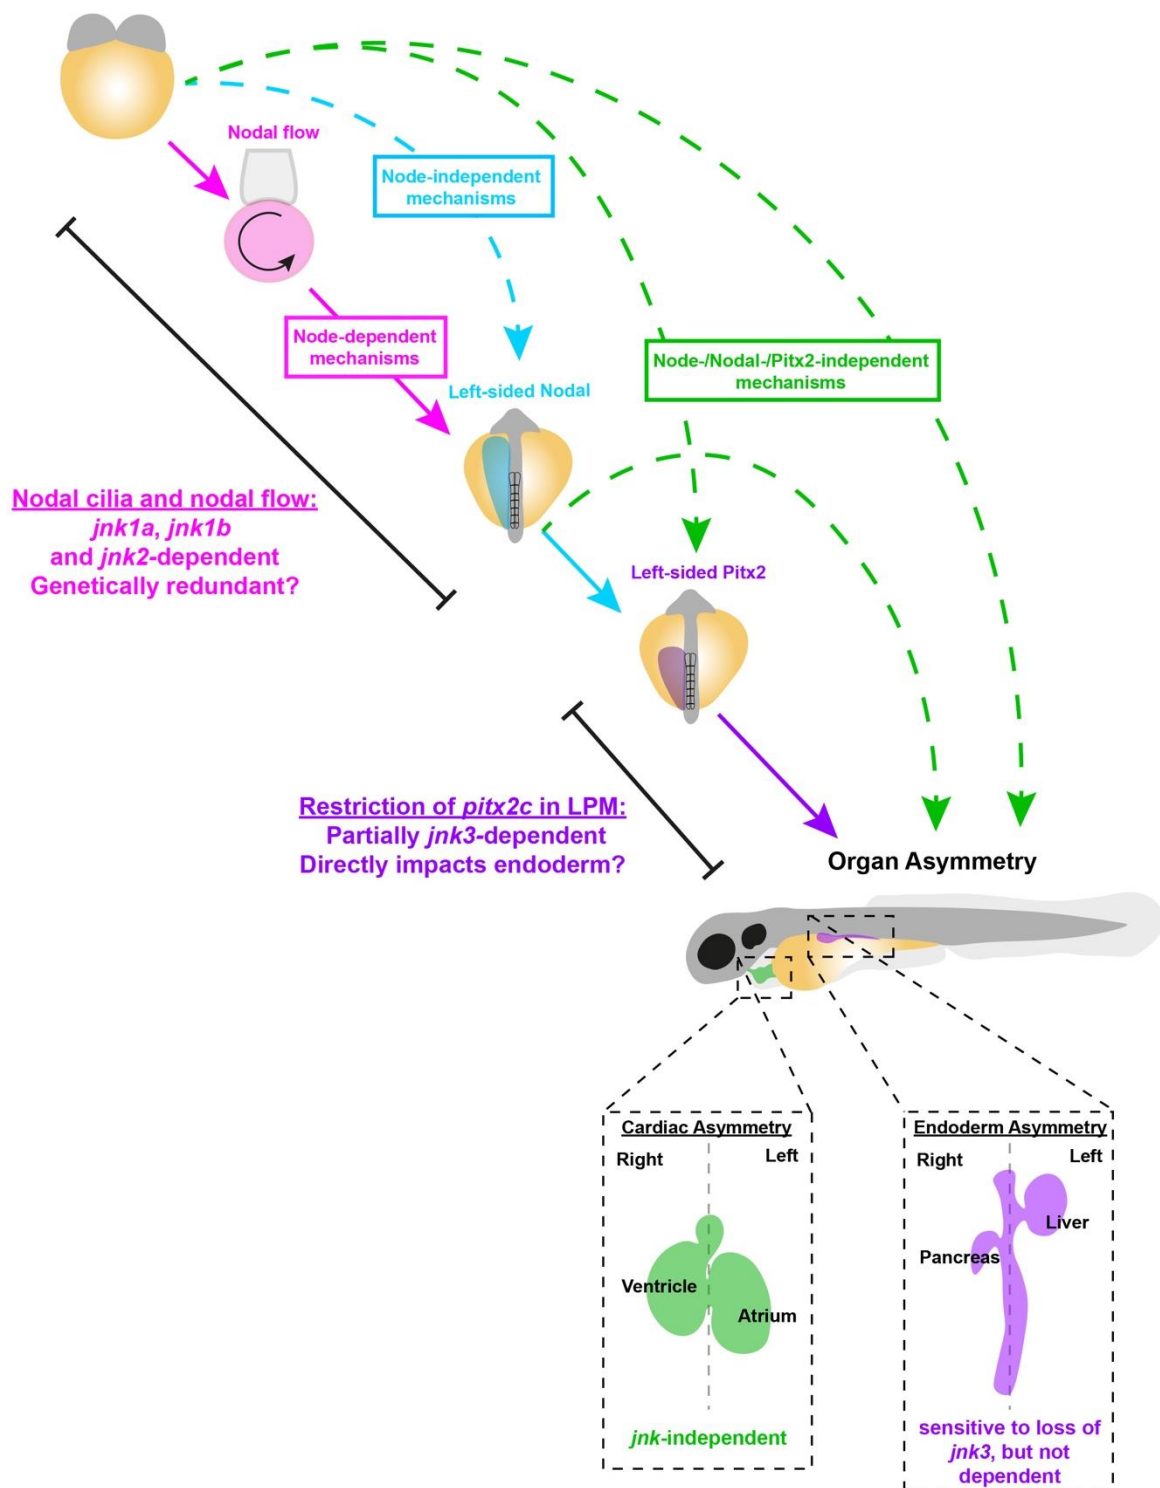 Nodal flow
Node-independent
mechanisms
Node-dependent
mechanisms
Node-/Nodal-/Pitx2-independent
mechanisms
Left-sided Nodal
Nodal cilia and nodal flow:
jnk1a, jnk1b
and jnk2-dependent
Genetically redundant?
Left-sided Pitx2
Restriction of pitx2c in LPM:
Partially jnk3-dependent
Directly impacts endoderm?
Organ Asymmetry
Cardiac Asymmetry
Right
Left
Ventricle
Atrium
jnk-independent
Endoderm Asymmetry
Right
Left
Liver
Pancreas
sensitive to loss of
jnk3, but not
dependent